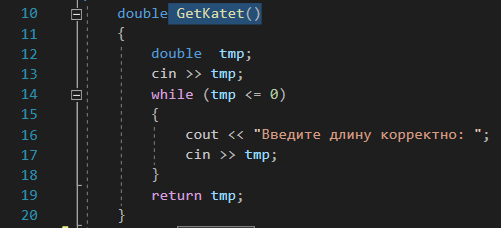 10 double GetKatet()
11 {
12 double  tmp;
13 cin >> tmp;
14 while (tmp <= 0)
15 {
16 cout << "Введите длину корректно: ";
17 cin >> tmp;
18 }
19 return tmp;
20 }